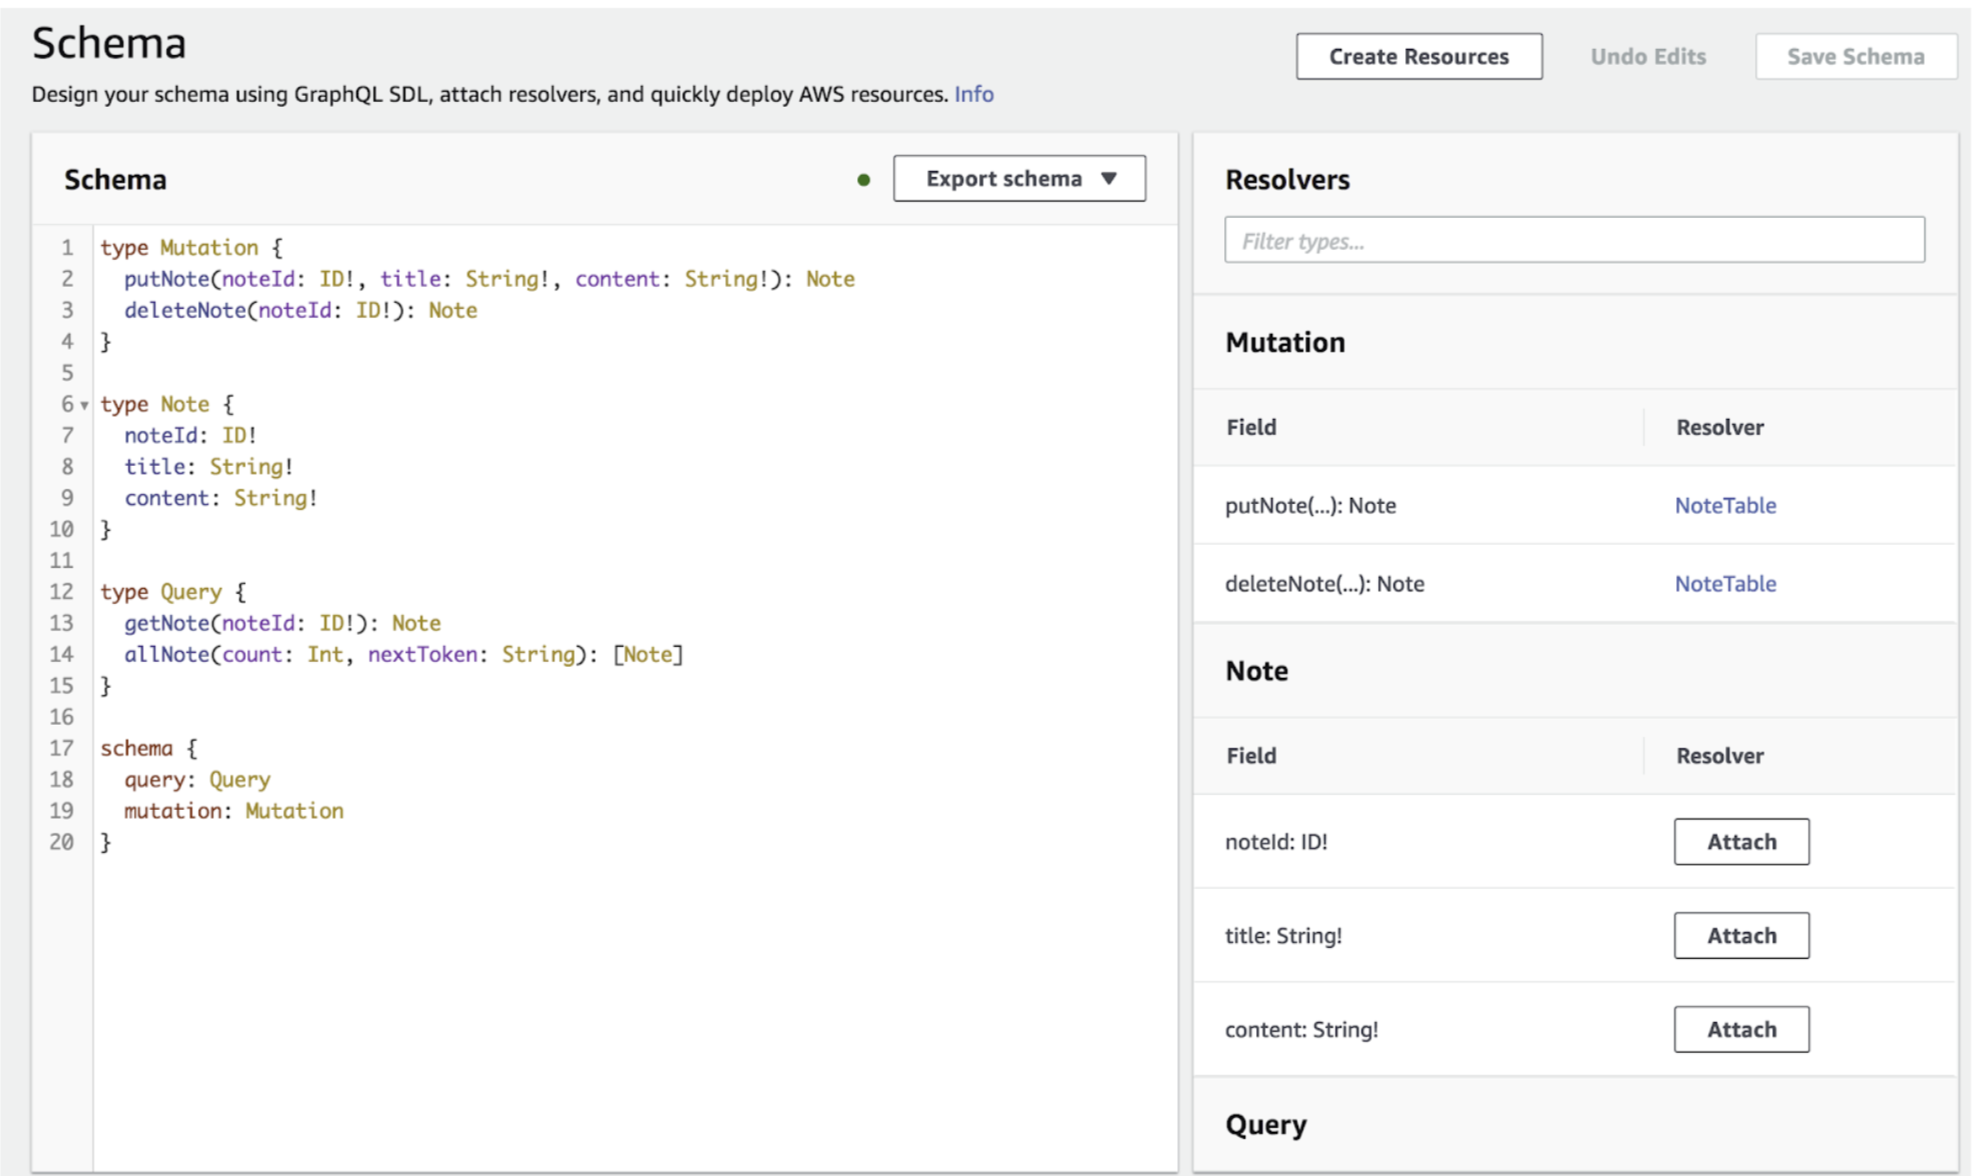 Schema
Create Resources
Undo Edits
Save Schema
Design your schema using GraphQL SDL, attach resolvers, and quickly deploy AWS resources. Info
Schema
Export schema ▼
1 type Mutation {
2 putNote(noteId: ID!, title: String!, content: String!): Note
3 deleteNote(noteId: ID!): Note
4 }
5
6 type Note {
7 noteId: ID!
8 title: String!
9 content: String!
10 }
11
12 type Query {
13 getNote(noteId: ID!): Note
14 allNote(count: Int, nextToken: String): [Note]
15 }
16
17 schema {
18 query: Query
19 mutation: Mutation
20 }
Resolvers
Filter types...
Mutation
Field Resolver
putNote(...): Note NoteTable
deleteNote(...): Note NoteTable
Note
Field Resolver
noteId: ID! Attach
title: String! Attach
content: String! Attach
Query